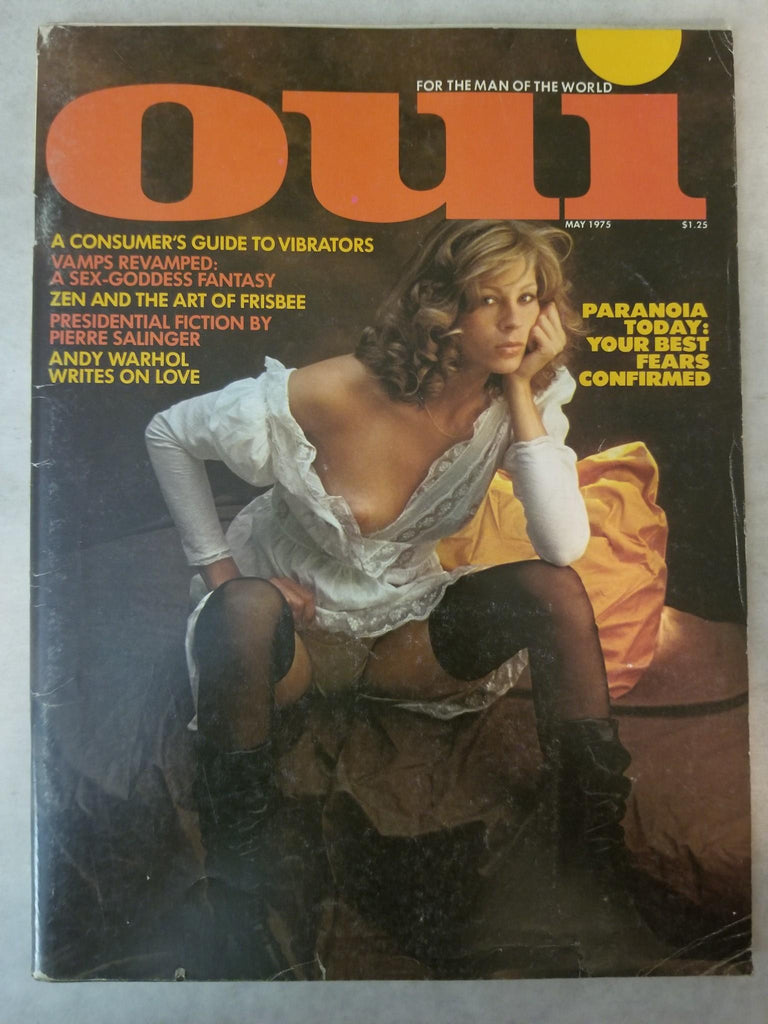 FOR THE MAN OF THE WORLD
oui
MAY 1975
$1.25
A CONSUMER'S GUIDE TO VIBRATORS
VAMPS REVAMPED:
A SEX-GODDESS FANTASY
ZEN AND THE ART OF FRISBEE
PRESIDENTIAL FICTION BY
PIERRE SALINGER
ANDY WARHOL
WRITES ON LOVE
PARANOIA
TODAY:
YOUR BEST
FEARS
CONFIRMED